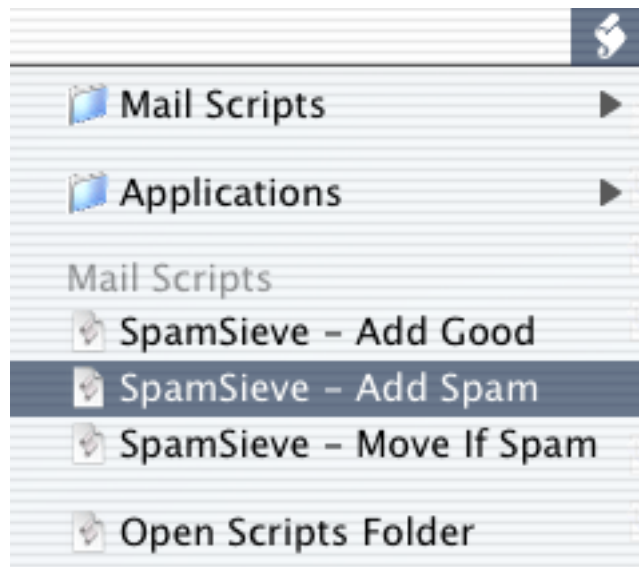 Mail Scripts
Applications
Mail Scripts
SpamSieve – Add Good
SpamSieve – Add Spam
SpamSieve – Move If Spam
Open Scripts Folder